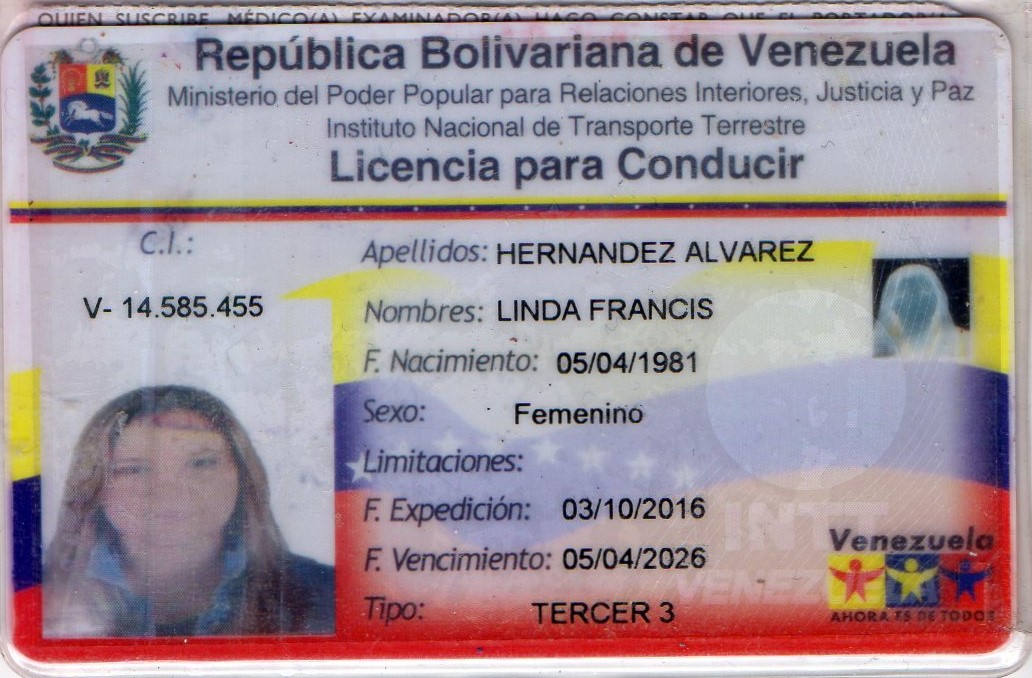 QUIEN SUSCRIBE, MÉDICO(A) EXAMINADOR(A) HAGO CONSTAR QUE EL PORTADOR
República Bolivariana de Venezuela
Ministerio del Poder Popular para Relaciones Interiores, Justicia y Paz
Instituto Nacional de Transporte Terrestre
Licencia para Conducir
C.I.:
V- 14.585.455
Apellidos: HERNANDEZ ALVAREZ
Nombres: LINDA FRANCIS
F. Nacimiento: 05/04/1981
Sexo: Femenino
Limitaciones:
F. Expedición: 03/10/2016
F. Vencimiento: 05/04/2026
Tipo: TERCER 3
INTT
Venezuela
AHORA ES DE TODOS